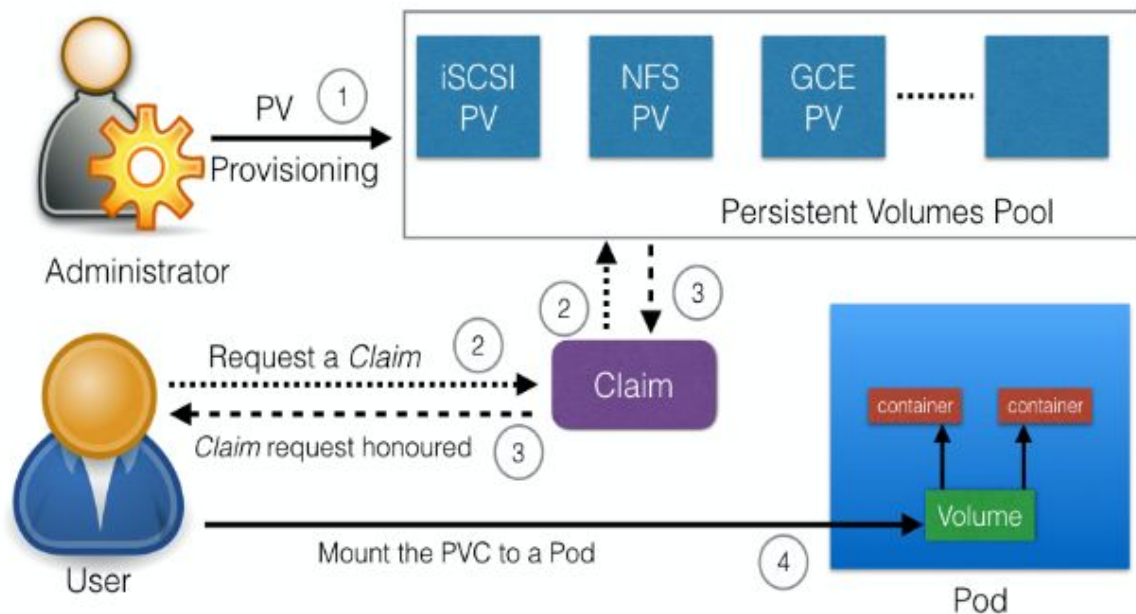 iSCSI
PV
NFS
PV
GCE
PV
PV
1
Provisioning
Persistent Volumes Pool
Administrator
2
3
Request a Claim
2
Claim
Claim request honoured
3
container
container
Volume
Mount the PVC to a Pod
4
User
Pod